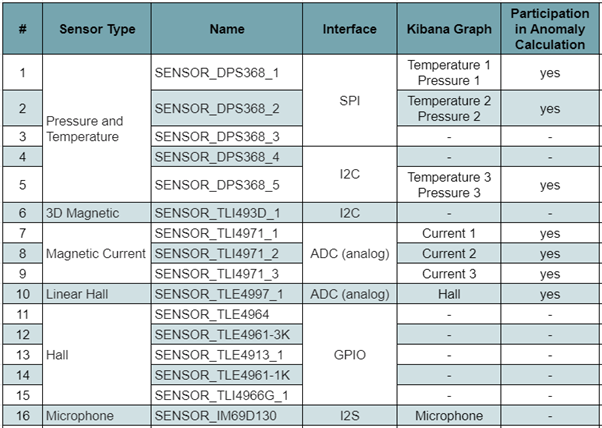 # Sensor Type Name Interface Kibana Graph Participation in Anomaly Calculation
1 Pressure and Temperature SENSOR_DPS368_1 SPI Temperature 1 Pressure 1 yes
2 SENSOR_DPS368_2 Temperature 2 Pressure 2 yes
3 SENSOR_DPS368_3 - -
4 SENSOR_DPS368_4 I2C - -
5 SENSOR_DPS368_5 Temperature 3 Pressure 3 yes
6 3D Magnetic SENSOR_TLI493D_1 I2C - -
7 Magnetic Current SENSOR_TLI4971_1 ADC (analog) Current 1 yes
8 SENSOR_TLI4971_2 Current 2 yes
9 SENSOR_TLI4971_3 Current 3 yes
10 Linear Hall SENSOR_TLE4997_1 ADC (analog) Hall yes
11 Hall SENSOR_TLE4964 GPIO - -
12 SENSOR_TLE4961-3K - -
13 SENSOR_TLE4913_1 - -
14 SENSOR_TLE4961-1K - -
15 SENSOR_TLI4966G_1 - -
16 Microphone SENSOR_IM69D130 I2S Microphone -